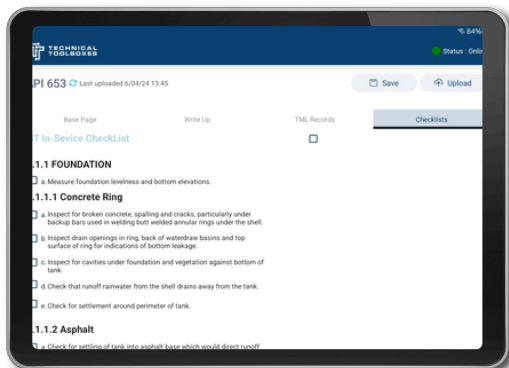 84%
TECHNICAL
TOOLBOXES
Status : Onli
API 653 Last uploaded 6/04/24 13:45
Save
Upload
Base Page
Write Up
TML Records
Checklists
ST In-Sevice CheckList
.1.1 FOUNDATION
a. Measure foundation levelness and bottom elevations.
.1.1.1 Concrete Ring
a. Inspect for broken concrete, spalling and cracks, particularly under
backup bars used in welding butt welded annular rings under the shell.
b. Inspect drain openings in ring, back of waterdraw basins and top
surface of ring for indications of bottom leakage.
c. Inspect for cavities under foundation and vegetation against bottom of
tank.
d. Check that runoff rainwater from the shell drains away from the tank.
e. Check for settlement around perimeter of tank.
.1.1.2 Asphalt
a. Check for settling of tank into asphalt base which would direct runoff